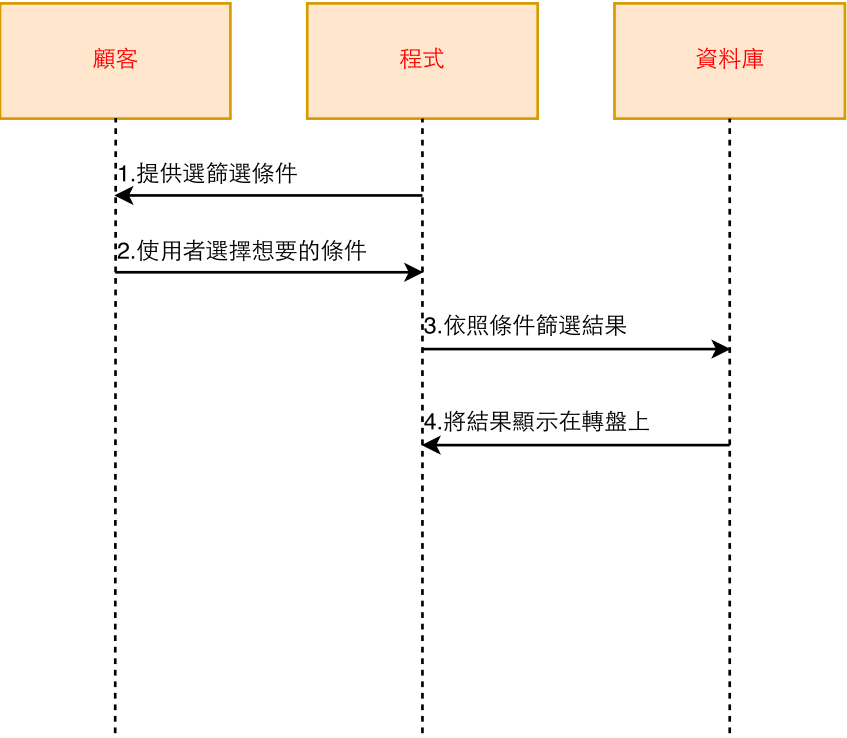 顧客
程式
資料庫
1.提供選篩選條件
2.使用者選擇想要的條件
3.依照條件篩選結果
4.將結果顯示在轉盤上